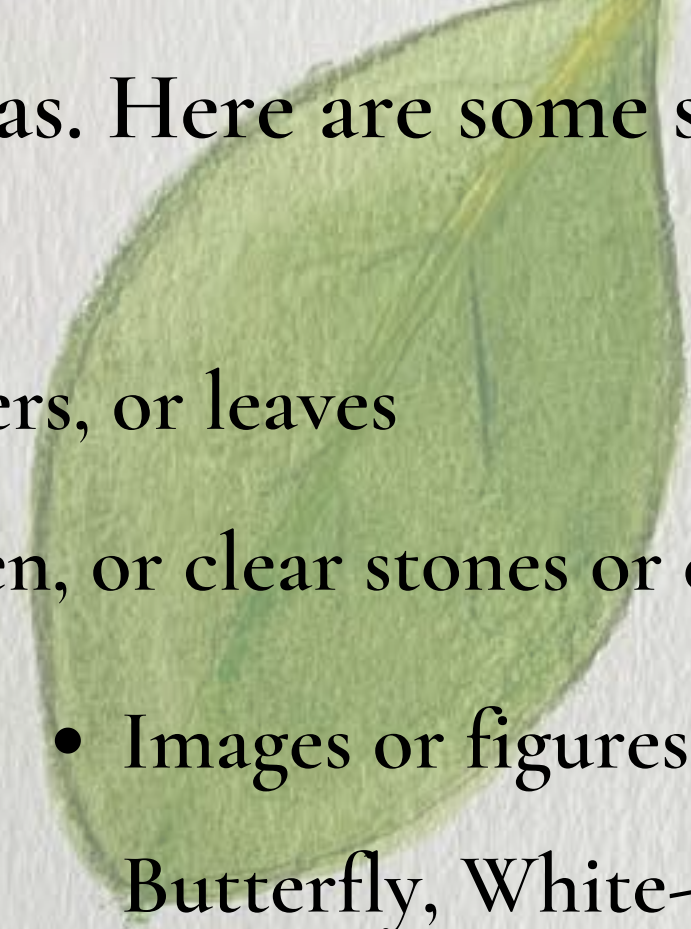 as. Here are some s
ers, or leaves
en, or clear stones or
• Images or figures
Butterfly, White-